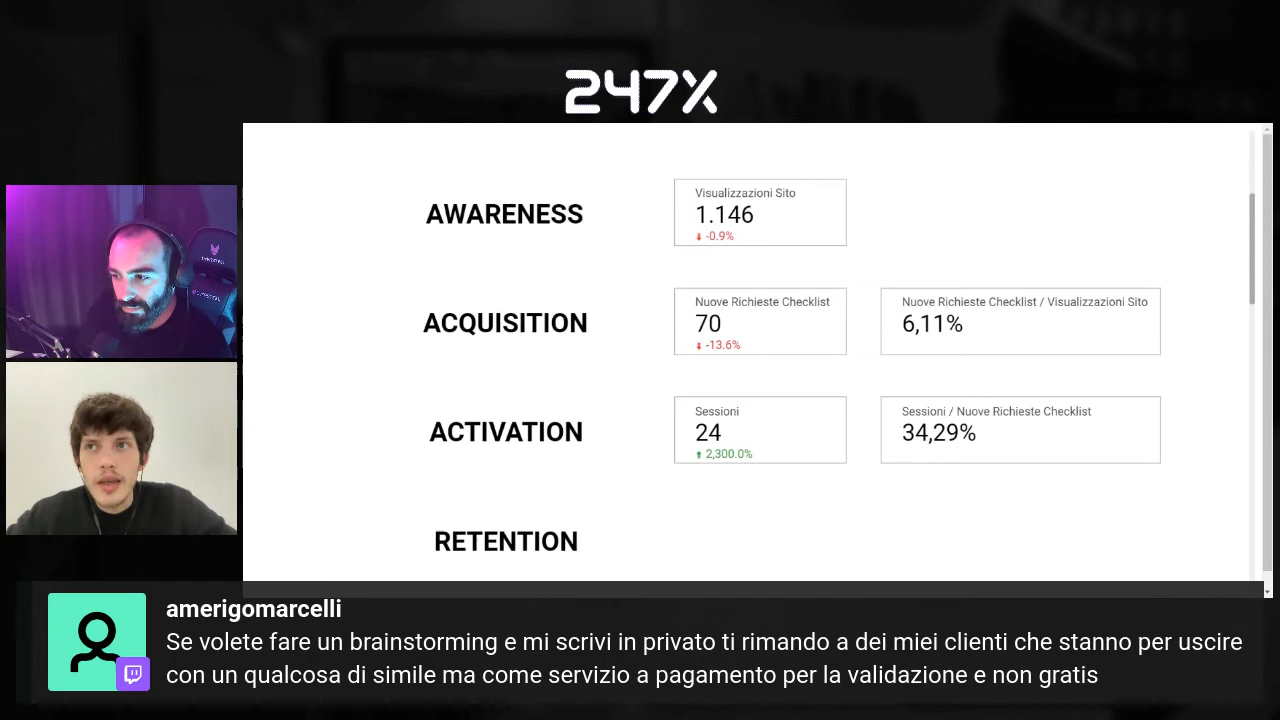 247X
AWARENESS
Visualizzazioni Sito
1.146
-0.9%
ACQUISITION
Nuove Richieste Checklist
70
-13.6%
Nuove Richieste Checklist / Visualizzazioni Sito
6,11%
ACTIVATION
Sessioni
24
2,300.0%
Sessioni / Nuove Richieste Checklist
34,29%
RETENTION
amerigomarcelli
Se volete fare un brainstorming e mi scrivi in privato ti rimando a dei miei clienti che stanno per uscire
con un qualcosa di simile ma come servizio a pagamento per la validazione e non gratis